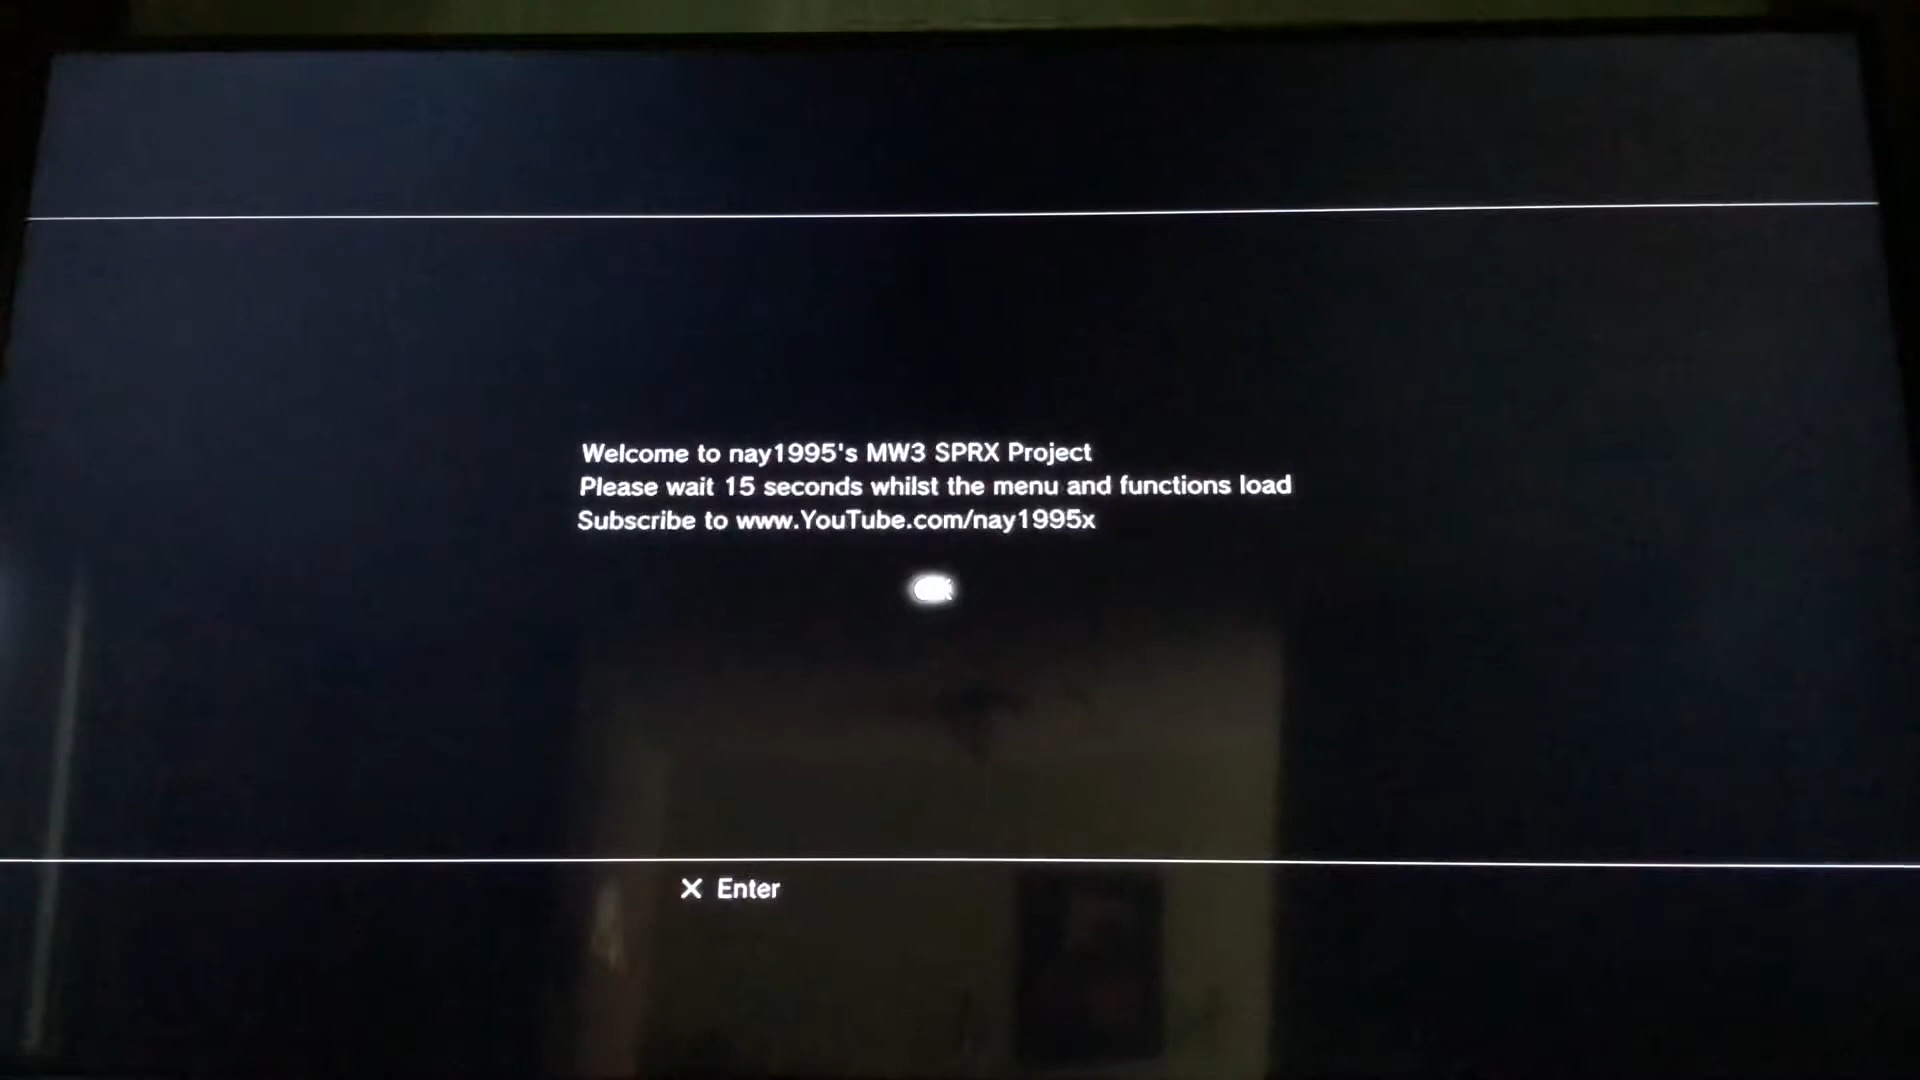 Welcome to nay1995's MW3 SPRX Project
Please wait 15 seconds whilst the menu and functions load
Subscribe to www.YouTube.com/nay1995x
OK
✕ Enter